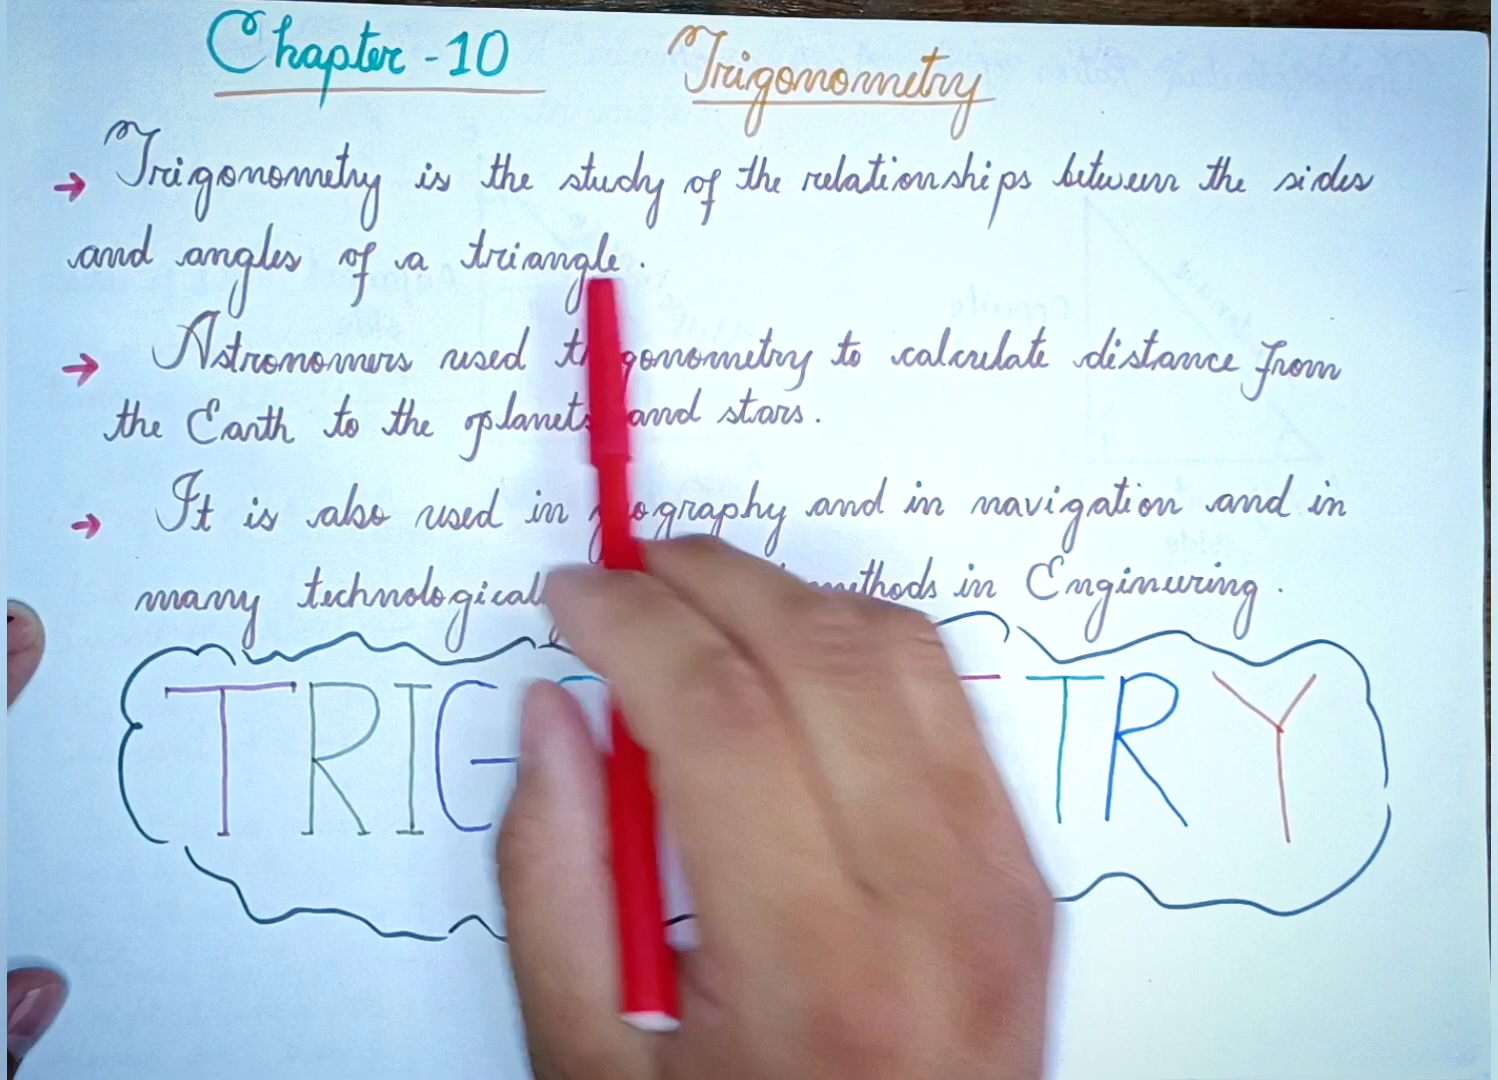 Chapter - 10 Trigonometry
→ Trigonometry is the study of the relationships between the sides
and angles of a triangle.
→ Astronomers used trigonometry to calculate distance from
the Earth to the planets and stars.
→ It is also used in geography and in navigation and in
many methods in Engineering.
TRIG TRY